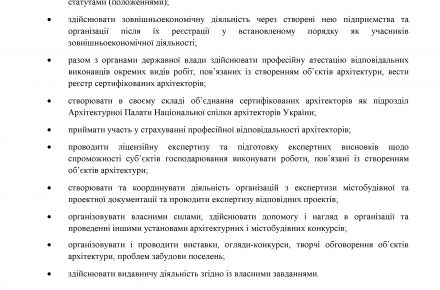 статутами (положеннями);
• здійснювати зовнішньоекономічну діяльність через створені нею підприємства та
організації після їх реєстрації у встановленому порядку як учасників
зовнішньоекономічної діяльності;
• разом з органами державної влади здійснювати професійну атестацію відповідальних
виконавців окремих видів робіт, пов’язаних із створенням об’єктів архітектури, вести
реєстр сертифікованих архітекторів;
• створювати в своєму складі об’єднання сертифікованих архітекторів як підрозділ
Архітектурної Палати Національної спілки архітекторів України;
• приймати участь у страхуванні професійної відповідальності архітекторів;
• проводити ліцензійну експертизу та підготовку експертних висновків щодо
спроможності суб’єктів господарювання виконувати роботи, пов’язані із створенням
об’єктів архітектури;
• створювати та координувати діяльність організацій з експертизи містобудівної та
проектної документації та проводити експертизу відповідних проектів;
• організовувати власними силами, здійснювати допомогу і нагляд в організації та
проведенні іншими установами архітектурних і містобудівних конкурсів;
• організовувати і проводити виставки, огляди-конкурси, творчі обговорення об’єктів
архітектури, проблем забудови поселень;
• здійснювати видавничу діяльність згідно із власними завданнями.